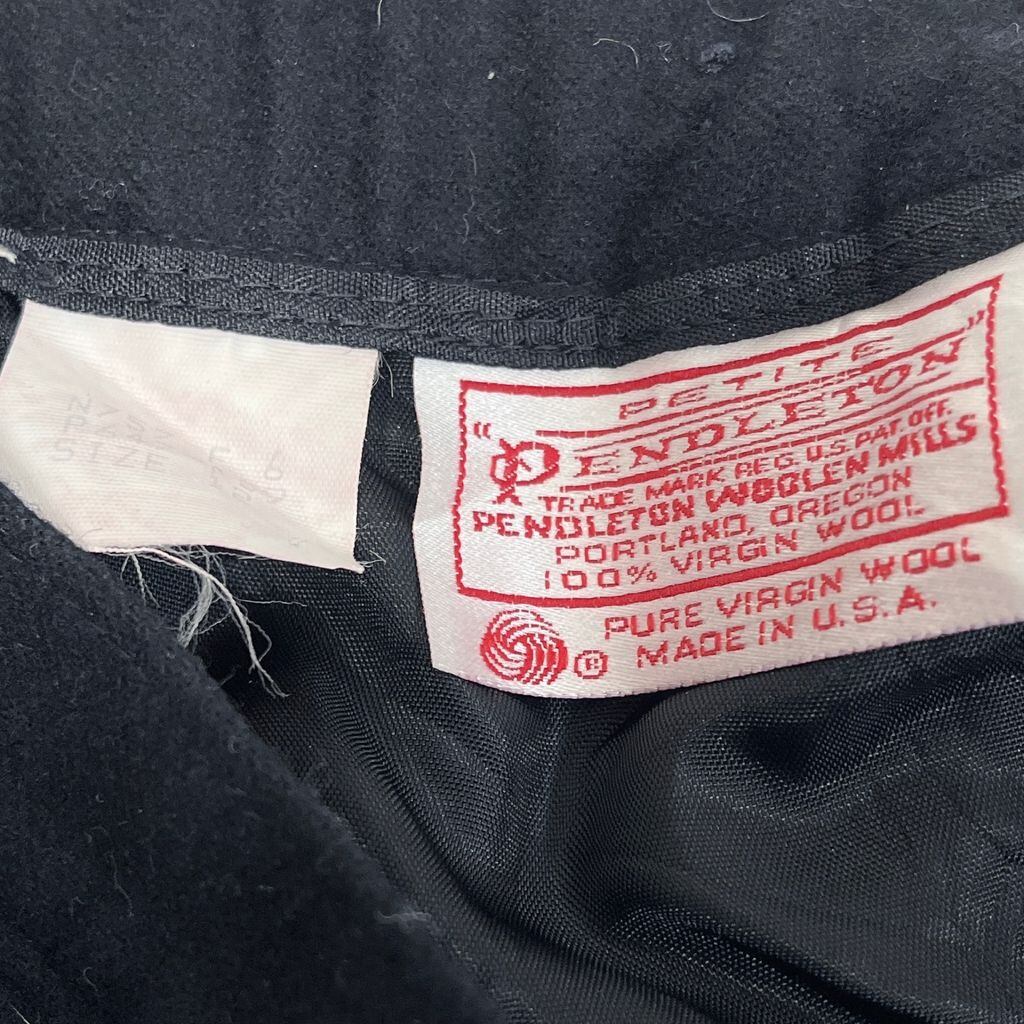 SIZE
PETITE
"PENDLETON"
TRADE MARK REG. U.S. PAT. OFF.
PENDLETON WOOLEN MILLS
PORTLAND, OREGON
100% VIRGIN WOOL
PURE VIRGIN WOOL
® MADE IN U.S.A.